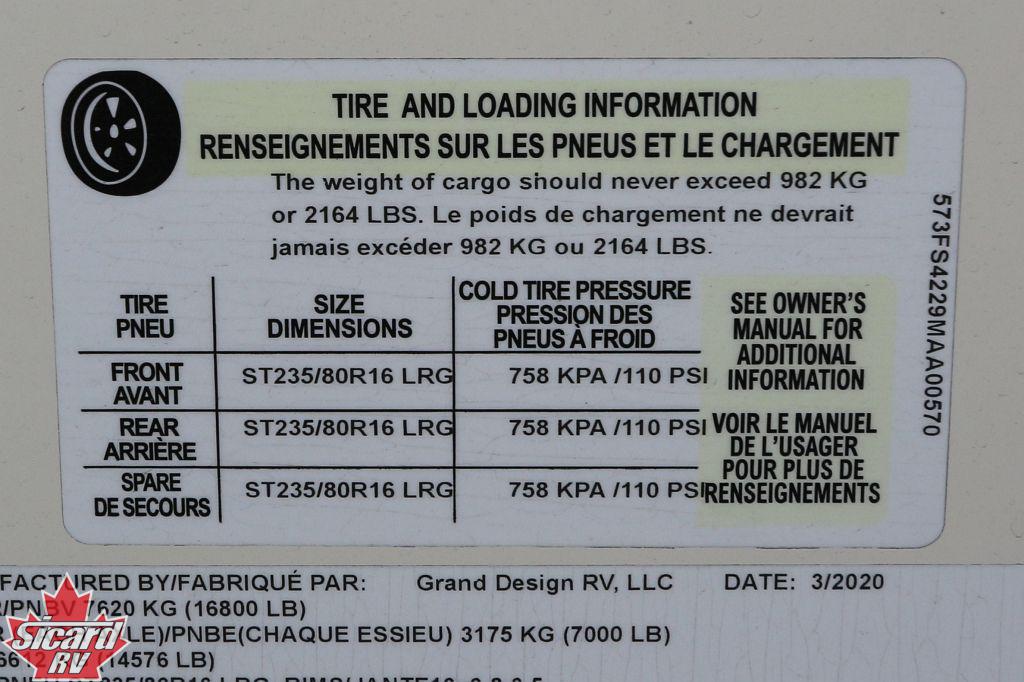 TIRE AND LOADING INFORMATION
RENSEIGNEMENTS SUR LES PNEUS ET LE CHARGEMENT
The weight of cargo should never exceed 982 KG
or 2164 LBS. Le poids de chargement ne devrait
jamais excéder 982 KG ou 2164 LBS.
TIRE
PNEU
SIZE
DIMENSIONS
COLD TIRE PRESSURE
PRESSION DES
PNEUS À FROID
FRONT
AVANT
ST235/80R16 LRG
758 KPA /110 PSI
REAR
ARRIÈRE
ST235/80R16 LRG
758 KPA /110 PSI
SPARE
DE SECOURS
ST235/80R16 LRG
758 KPA /110 PSI
SEE OWNER'S
MANUAL FOR
ADDITIONAL
INFORMATION
VOIR LE MANUEL
DE L'USAGER
POUR PLUS DE
RENSEIGNEMENTS
573FS4229MAA00570
FACTURED BY/FABRIQUÉ PAR: Grand Design RV, LLC DATE: 3/2020
7620 KG (16800 LB)
LE)/PNBE(CHAQUE ESSIEU) 3175 KG (7000 LB)
(14576 LB)
Sicard
RV